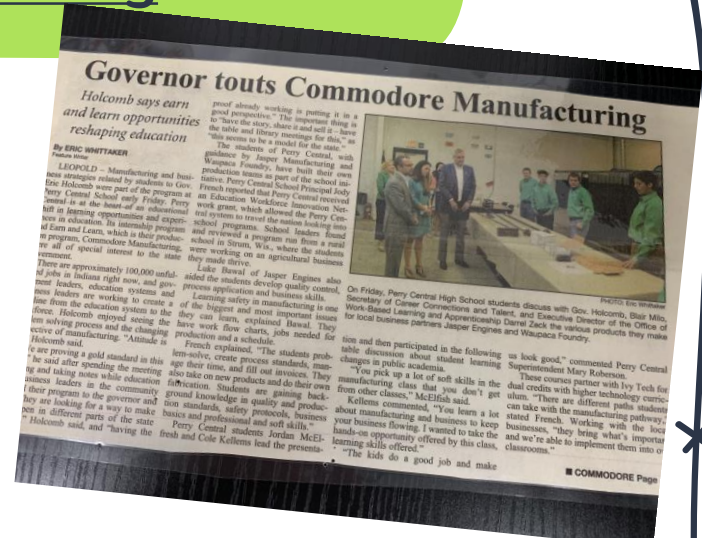 Governor touts Commodore Manufacturing
Holcomb says earn
and learn opportunities
reshaping education
By ERIC WHITTAKER
Feature Writer
LEOPOLD – Manufacturing and busi-
ness strategies related to students to Gov.
Eric Holcomb were part of the program at
Perry Central School early Friday. Perry
Central is at the heart of an educational
shift in learning opportunities and experi-
ences in education. Its internship program
and Earn and Learn, which is their produc-
tion program, Commodore Manufacturing,
were all of special interest to the state
government.
There are approximately 100,000 unful-
filled jobs in Indiana right now, and gov-
ernment leaders, education systems and
business leaders are working to create a
line from the education system to the
force. Holcomb enjoyed seeing the
problem solving process and the changing
perspective of manufacturing. "Attitude is
Holcomb said.
are proving a gold standard in this
" he said after spending the meeting
ng and taking notes while education
business leaders in the community
their program to the governor and
They are looking for a way to make
open in different parts of the state
Holcomb said, and "having the
proof already working is putting it in a
good perspective." The important thing is
to "have the story, share it and sell it – have
the table and library meetings for this," as
"this seems to be a model for the state."
The students of Perry Central, with
guidance by Jasper Manufacturing and
Waupaca Foundry, have built their own
production teams as part of the school ini-
tiative. Perry Central School Principal Jody
French reported that Perry Central received
an Education Workforce Innovation Net-
work grant, which allowed the Perry Cen-
tral system to travel the nation looking into
school programs. School leaders found
and reviewed a program run from a rural
school in Strum, Wis., where the students
were working on an agricultural business
they made thrive.
Luke Bawal of Jasper Engines also
aided the students develop quality control,
process application and business skills.
Learning safety in manufacturing is one
of the biggest and most important issues
they can learn, explained Bawal. They
have work flow charts, jobs needed for
production and a schedule.
French explained, "The students prob-
lem-solve, create process standards, man-
age their time, and fill out invoices. They
also take on new products and do their own
fabrication. Students are gaining back-
ground knowledge in quality and produc-
tion standards, safety protocols, business
basics and professional and soft skills."
Perry Central students Jordan McEl-
fresh and Cole Kellems lead the presenta-
PHOTO: Eric Whittaker
On Friday, Perry Central High School students discuss with Gov. Holcomb, Blair Milo,
Secretary of Career Connections and Talent, and Executive Director of the Office of
Work-Based Learning and Apprenticeship Darrel Zeck the various products they make
for local business partners Jasper Engines and Waupaca Foundry.
tion and then participated in the following
table discussion about student learning
changes in public academia.
"You pick up a lot of soft skills in the
manufacturing class that you don't get
from other classes," McElfish said.
Kellems commented, "You learn a lot
about manufacturing and business to keep
your business flowing. I wanted to take the
hands-on opportunity offered by this class,
learning skills offered."
"The kids do a good job and make
us look good," commented Perry Central
Superintendent Mary Roberson.
These courses partner with Ivy Tech for
dual credits with higher technology curric-
ulum. "There are different paths students
can take with the manufacturing pathway,"
stated French. Working with the local
businesses, "they bring what's important
and we're able to implement them into o
classrooms."
COMMODORE Page